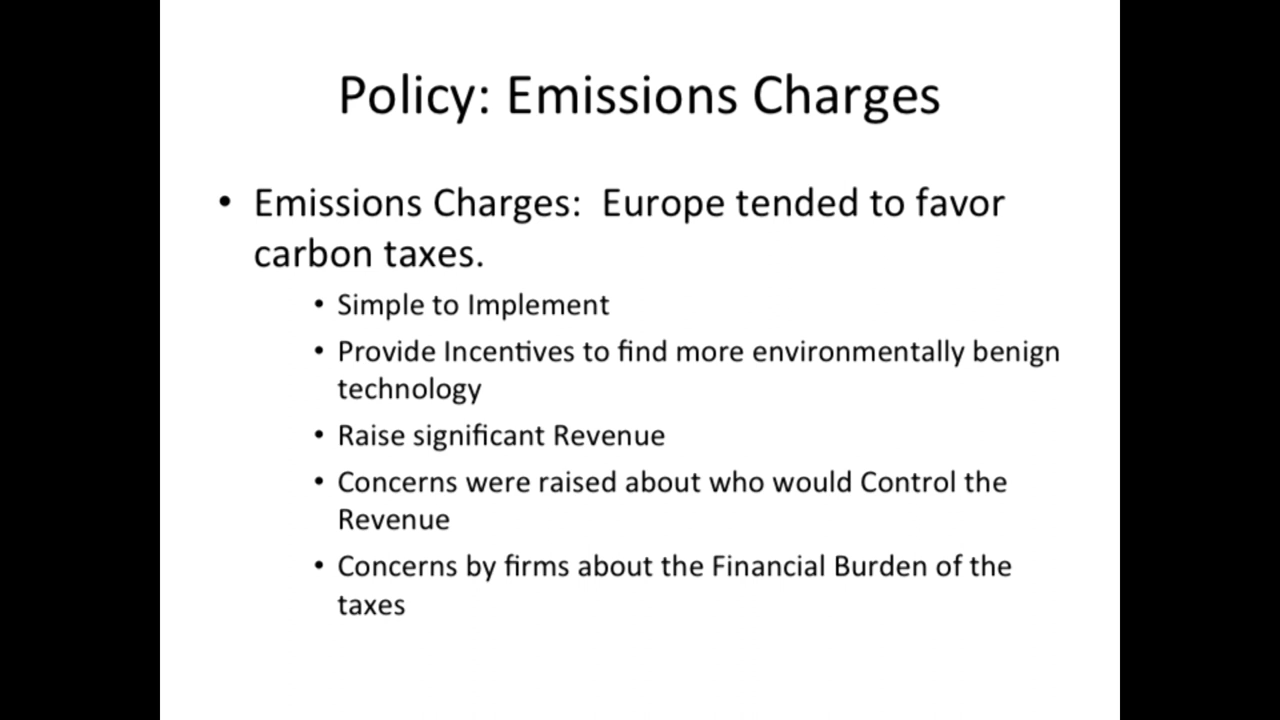 Policy: Emissions Charges
• Emissions Charges:  Europe tended to favor
carbon taxes.
• Simple to Implement
• Provide Incentives to find more environmentally benign
technology
• Raise significant Revenue
• Concerns were raised about who would Control the
Revenue
• Concerns by firms about the Financial Burden of the
taxes